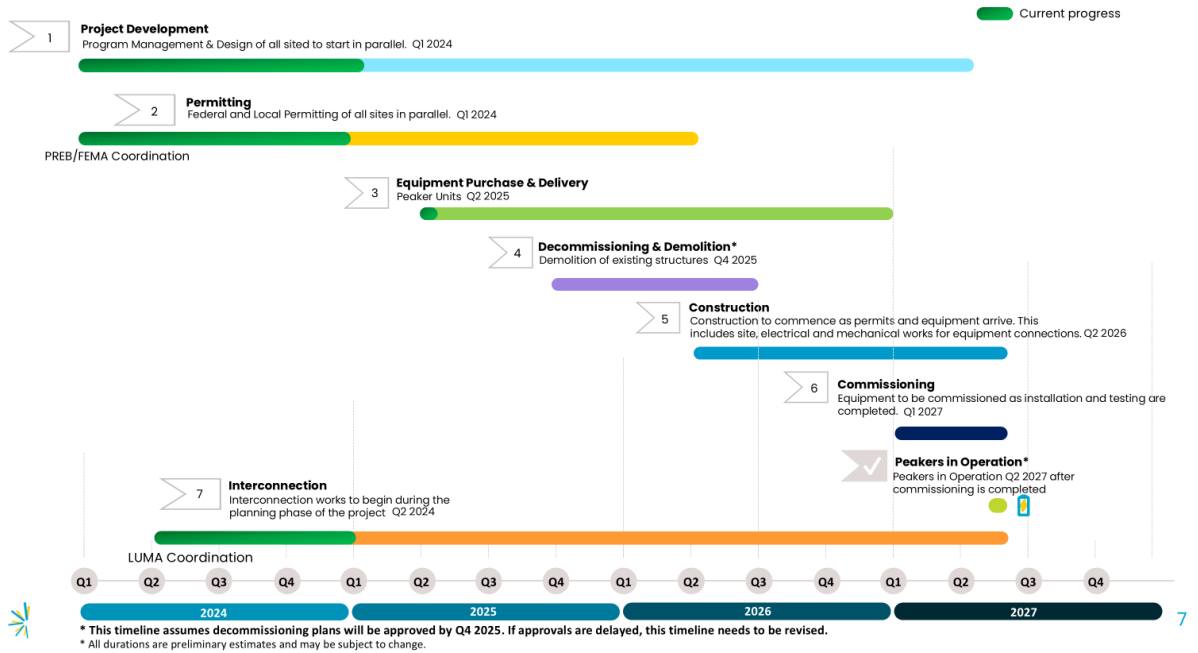 Current progress
1
Project Development
Program Management & Design of all sited to start in parallel. Q1 2024
2
Permitting
Federal and Local Permitting of all sites in parallel. Q1 2024
PREB/FEMA Coordination
3
Equipment Purchase & Delivery
Peaker Units Q2 2025
4
Decommissioning & Demolition*
Demolition of existing structures Q4 2025
5
Construction
Construction to commence as permits and equipment arrive. This
includes site, electrical and mechanical works for equipment connections. Q2 2026
6
Commissioning
Equipment to be commissioned as installation and testing are
completed. Q1 2027
Peakers in Operation*
Peakers in Operation Q2 2027 after
commissioning is completed
7
Interconnection
Interconnection works to begin during the
planning phase of the project Q2 2024
LUMA Coordination
Q1 Q2 Q3 Q4 Q1 Q2 Q3 Q4 Q1 Q2 Q3 Q4 Q1 Q2 Q3 Q4
2024 2025 2026 2027
* This timeline assumes decommissioning plans will be approved by Q4 2025. If approvals are delayed, this timeline needs to be revised.
* All durations are preliminary estimates and may be subject to change.
7